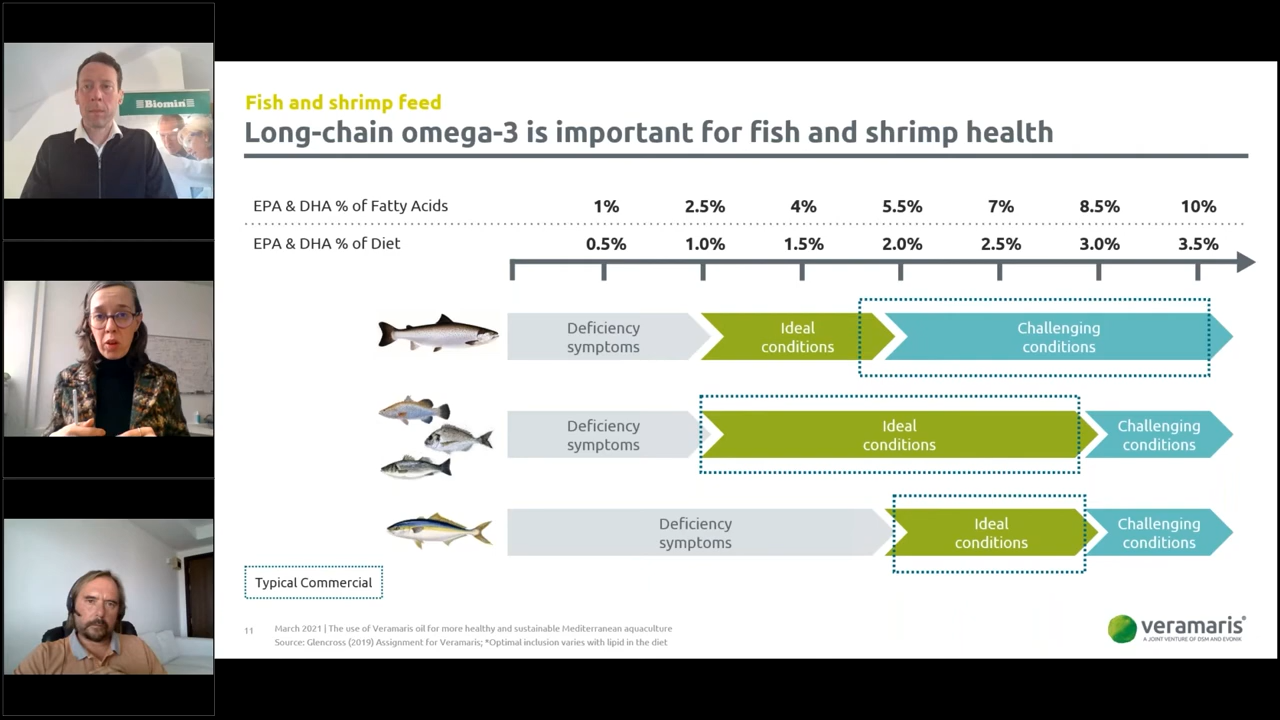 Biomin
Fish and shrimp feed
Long-chain omega-3 is important for fish and shrimp health
EPA & DHA % of Fatty Acids 1% 2.5% 4% 5.5% 7% 8.5% 10%
EPA & DHA % of Diet 0.5% 1.0% 1.5% 2.0% 2.5% 3.0% 3.5%
Deficiency symptoms
Ideal conditions
Challenging conditions
Deficiency symptoms
Ideal conditions
Challenging conditions
Deficiency symptoms
Ideal conditions
Challenging conditions
Typical Commercial
11
March 2021 | The use of Veramaris oil for more healthy and sustainable Mediterranean aquaculture
Source: Glencross (2019) Assignment for Veramaris; *Optimal inclusion varies with lipid in the diet
veramaris®
A JOINT VENTURE OF DSM AND EVONIK